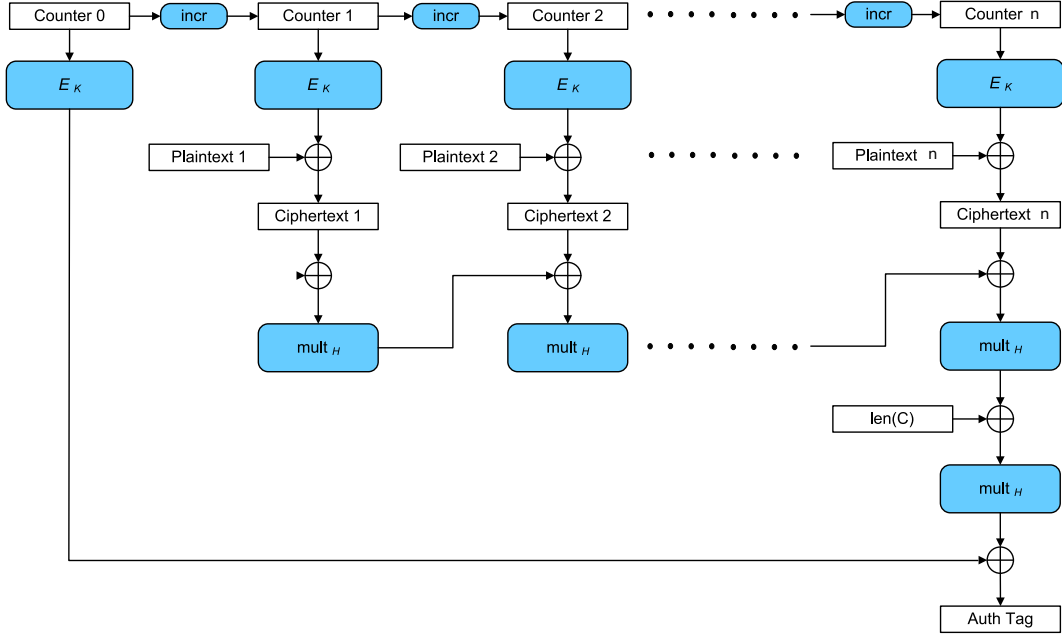 Counter 0 incr Counter 1 incr Counter 2 incr Counter n
E K E K E K E K
Plaintext 1 Plaintext 2 Plaintext n
Ciphertext 1 Ciphertext 2 Ciphertext n
mult H mult H mult H
len(C)
mult H
Auth Tag